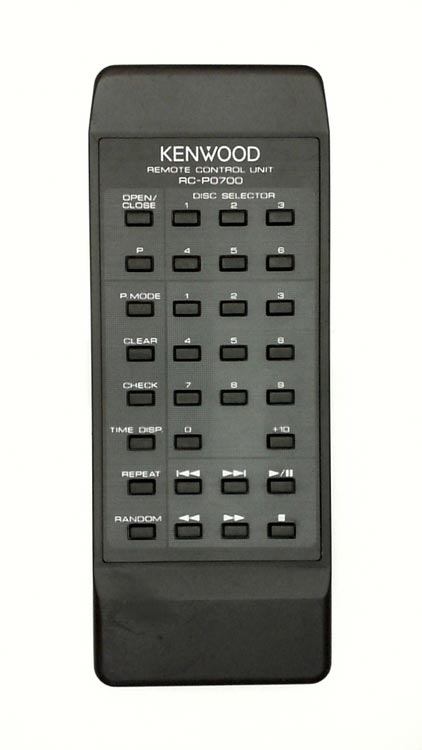 KENWOOD
REMOTE CONTROL UNIT
RC-P0700
OPEN/ CLOSE DISC SELECTOR
1 2 3
P 4 5 6
P.MODE 1 2 3
CLEAR 4 5 6
CHECK 7 8 9
TIME DISP. 0 +10
REPEAT ⏮ ⏭ ▶/⏸
RANDOM ◀◀ ▶▶ ■